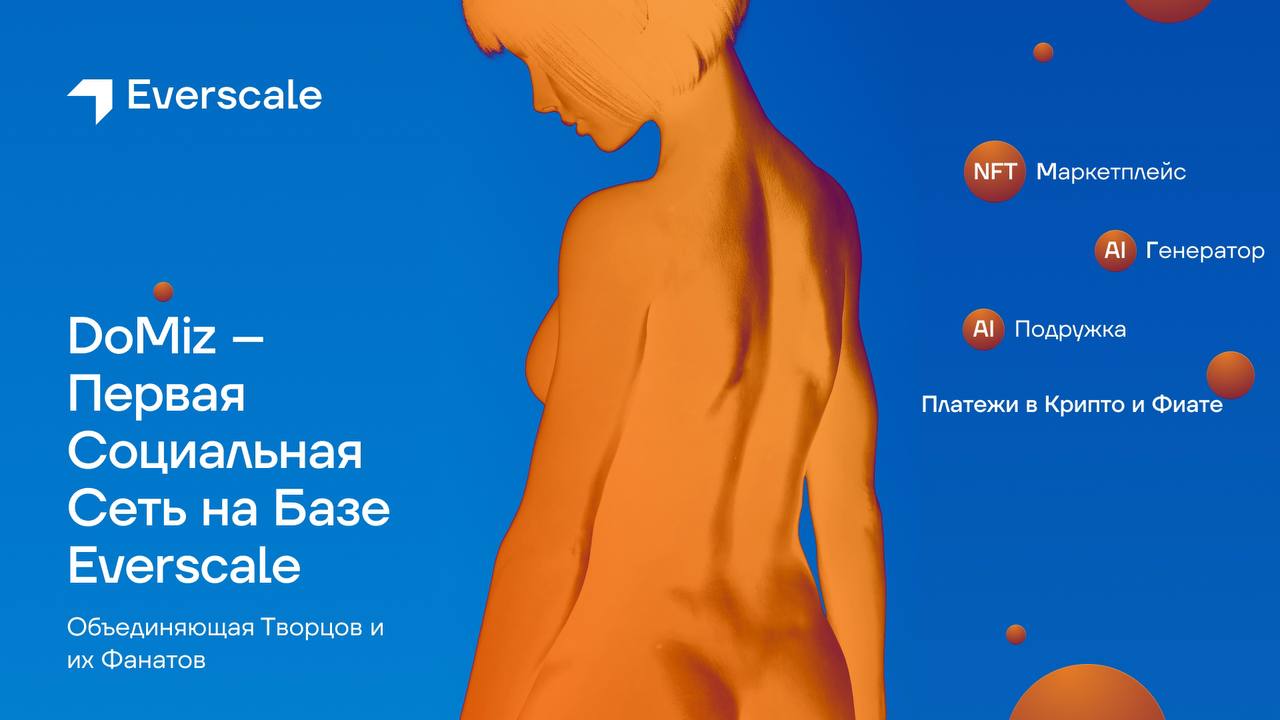 Everscale
DoMiz —
Первая
Социальная
Сеть на Базе
Everscale
Объединяющая Творцов и
их Фанатов
NFT Маркетплейс
AI Генератор
AI Подружка
Платежи в Крипто и Фиате